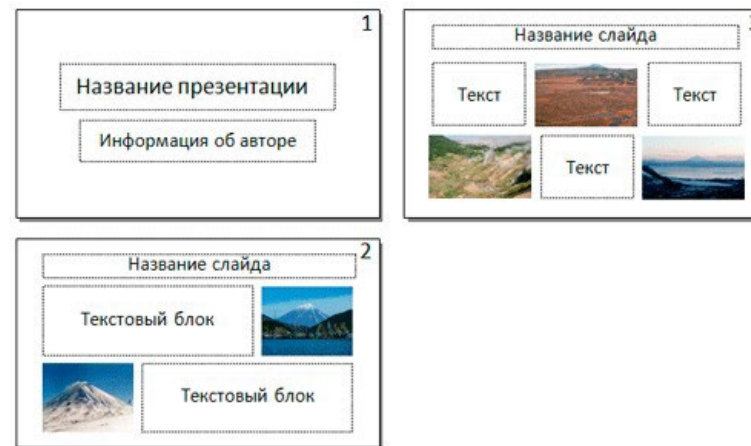 1
Название презентации
Информация об авторе
2
Название слайда
Текстовый блок
Текстовый блок
Название слайда
Текст
Текст
Текст